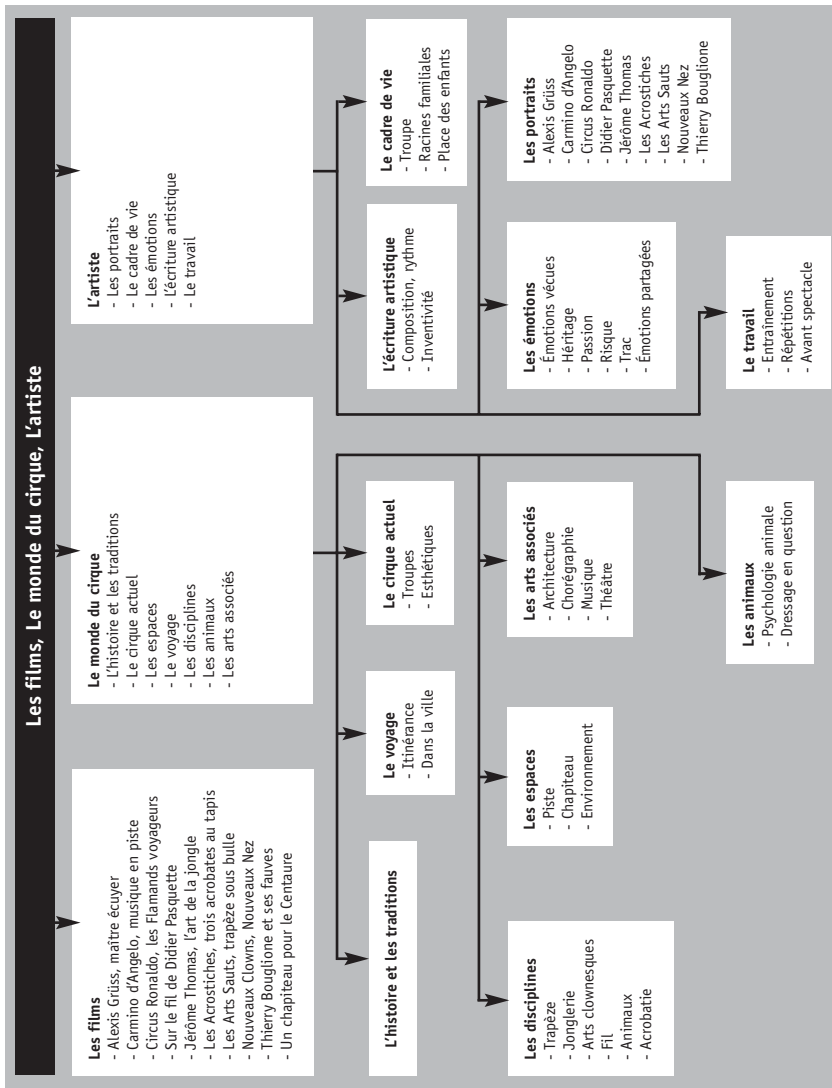 Les films, Le monde du cirque, L'artiste
Les films
- Alexis Grüss, maître écuyer
- Carmino d'Angelo, musique en piste
- Circus Ronaldo, les Flamands voyageurs
- Sur le fil de Didier Pasquette
- Jérôme Thomas, l'art de la jongle
- Les Acrostiches, trois acrobates au tapis
- Les Arts Sauts, trapèze sous bulle
- Nouveaux Clowns, Nouveaux Nez
- Thierry Bouglione et ses fauves
- Un chapiteau pour le Centaure
Le monde du cirque
- L'histoire et les traditions
- Le cirque actuel
- Les espaces
- Le voyage
- Les disciplines
- Les animaux
- Les arts associés
L'artiste
- Les portraits
- Le cadre de vie
- Les émotions
- L'écriture artistique
- Le travail
L'histoire et les traditions
Le voyage
- Itinérance
- Dans la ville
Le cirque actuel
- Troupes
- Esthétiques
L'écriture artistique
- Composition, rythme
- Inventivité
Le cadre de vie
- Troupe
- Racines familiales
- Place des enfants
Les disciplines
- Trapèze
- Jonglerie
- Arts clownesques
- Fil
- Animaux
- Acrobatie
Les espaces
- Piste
- Chapiteau
- Environnement
Les arts associés
- Architecture
- Chorégraphie
- Musique
- Théâtre
Les émotions
- Émotions vécues
- Héritage
- Passion
- Risque
- Trac
- Émotions partagées
Les portraits
- Alexis Grüss
- Carmino d'Angelo
- Circus Ronaldo
- Didier Pasquette
- Jérôme Thomas
- Les Acrostiches
- Les Arts Sauts
- Nouveaux Nez
- Thierry Bouglione
Les animaux
- Psychologie animale
- Dressage en question
Le travail
- Entraînement
- Répétitions
- Avant spectacle